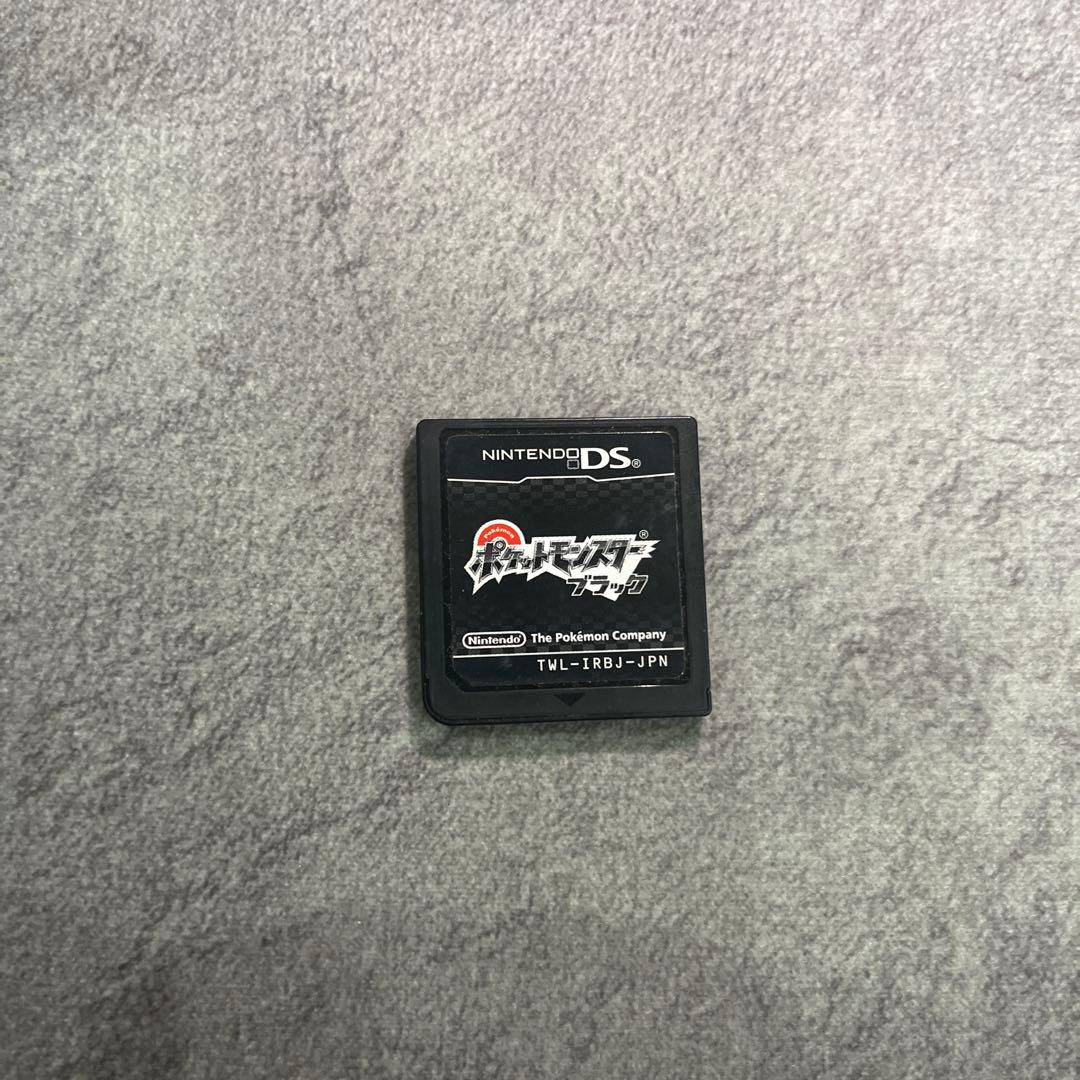 NINTENDO DS®
Pokémon
ポケットモンスター®
ブラック
Nintendo® The Pokémon Company
TWL-IRBJ-JPN